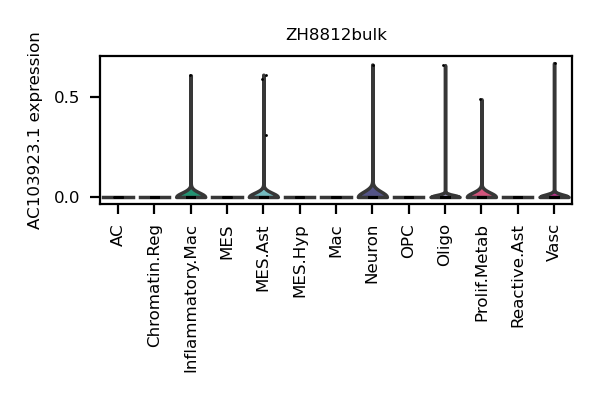 ZH8812bulk
AC103923.1 expression
0.5
0.0
AC
Chromatin.Reg
Inflammatory.Mac
MES
MES.Ast
MES.Hyp
Mac
Neuron
OPC
Oligo
Prolif.Metab
Reactive.Ast
Vasc